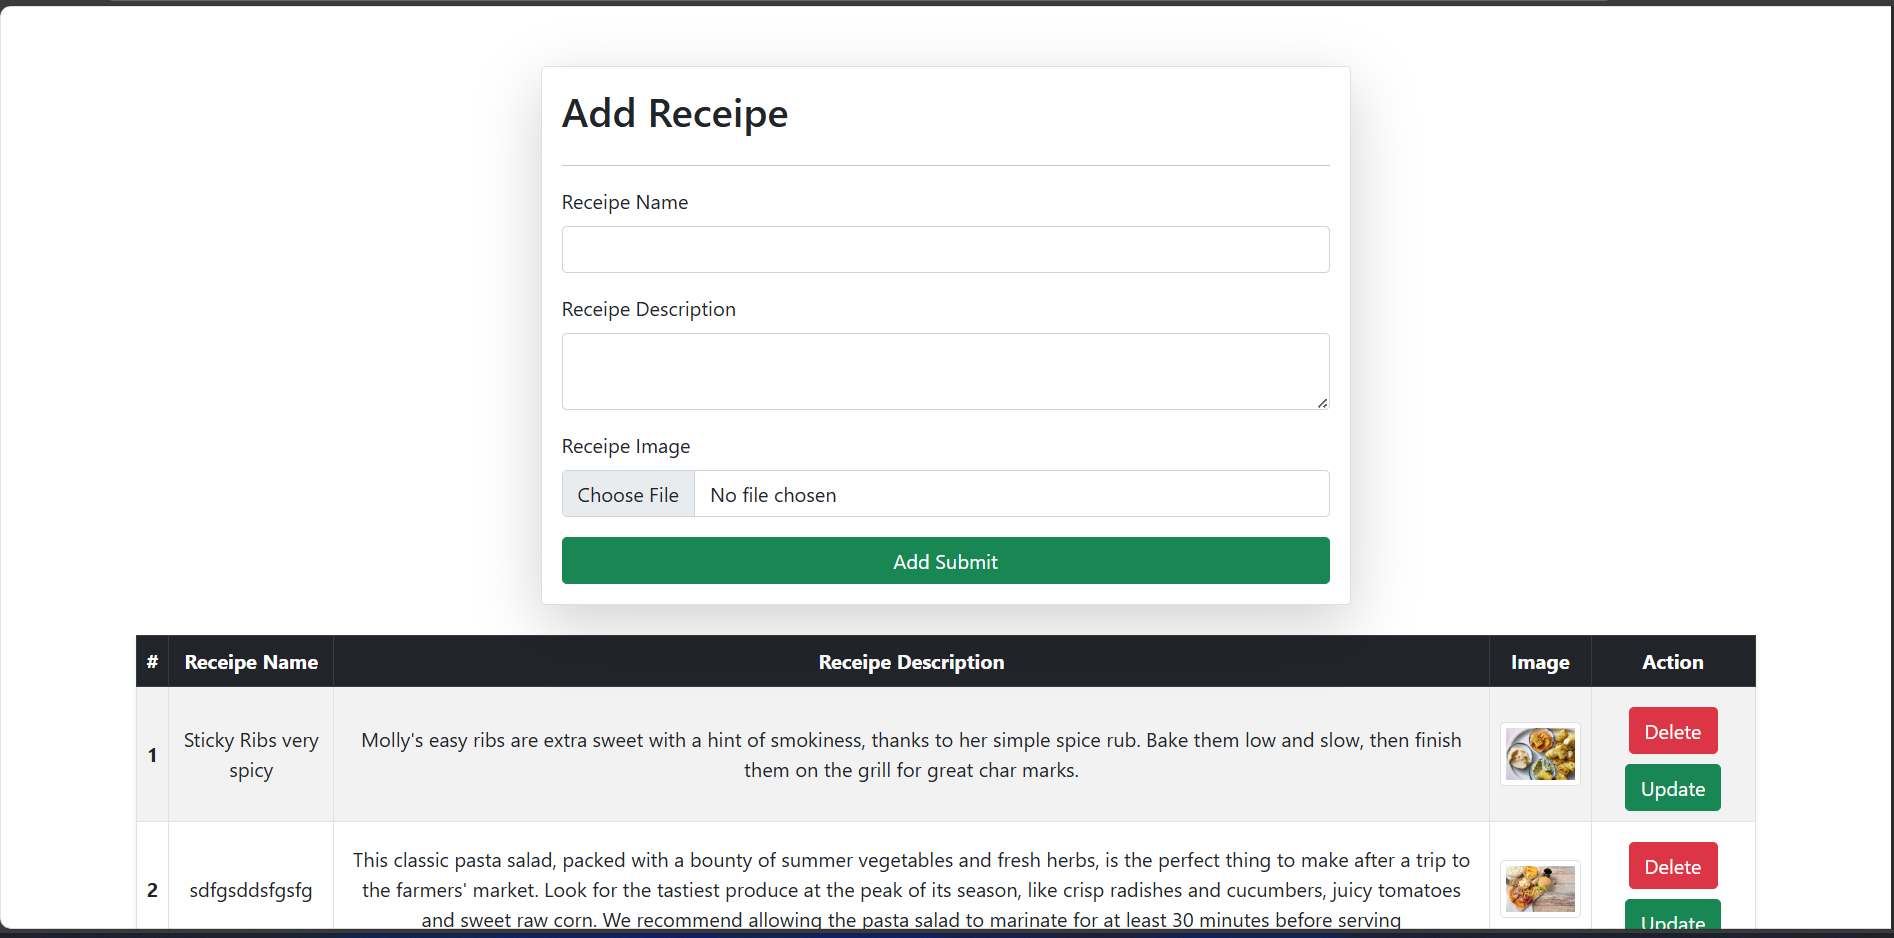 Add Receipe
Receipe Name
Receipe Description
Receipe Image
Choose File No file chosen
Add Submit
# Receipe Name Receipe Description Image Action
1
Sticky Ribs very
spicy
Molly's easy ribs are extra sweet with a hint of smokiness, thanks to her simple spice rub. Bake them low and slow, then finish
them on the grill for great char marks.
Delete
Update
2
sdfgsddsfgsfg
This classic pasta salad, packed with a bounty of summer vegetables and fresh herbs, is the perfect thing to make after a trip to
the farmers' market. Look for the tastiest produce at the peak of its season, like crisp radishes and cucumbers, juicy tomatoes
and sweet raw corn. We recommend allowing the pasta salad to marinate for at least 30 minutes before serving
Delete
Update